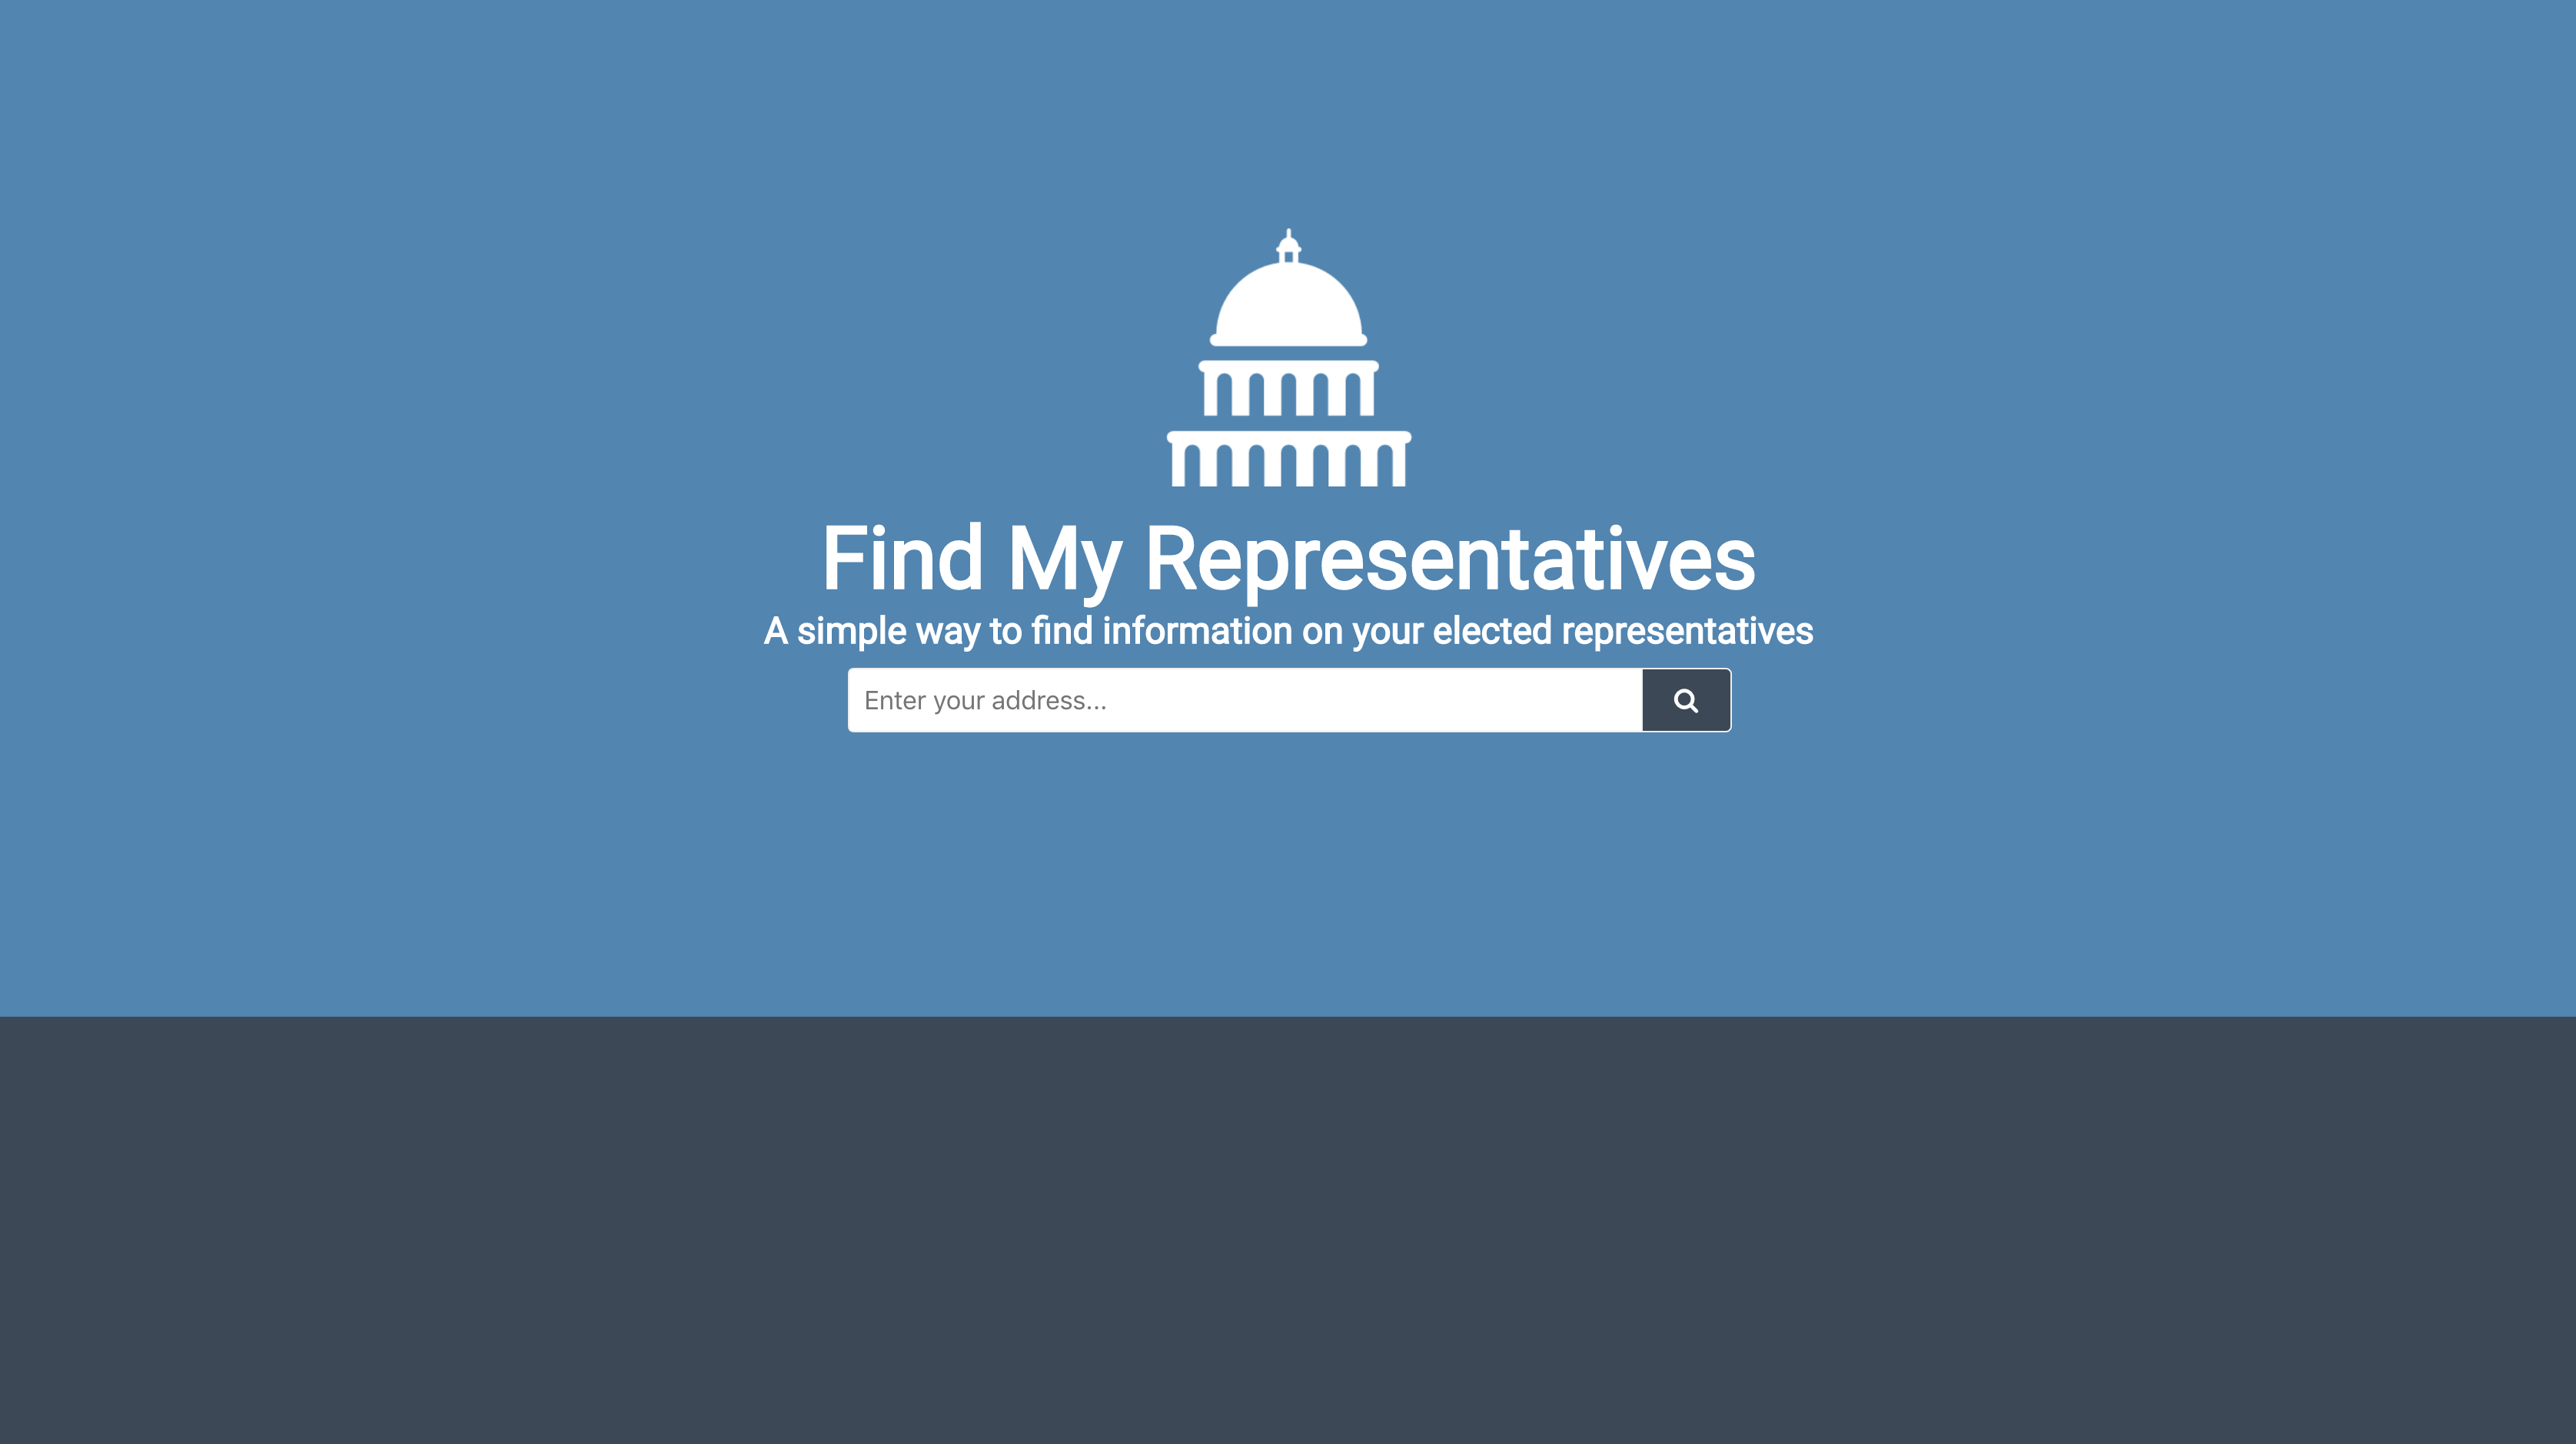 Find My Representatives
A simple way to find information on your elected representatives
Enter your address...